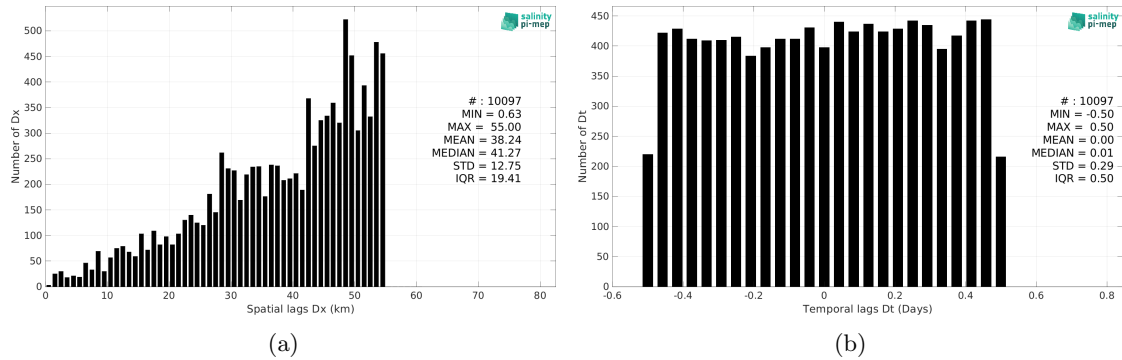 salinity
pi-mep
500
450
400
350
300
250
200
150
100
50
0
Number of Dx
# : 10097
MIN = 0.63
MAX = 55.00
MEAN = 38.24
MEDIAN = 41.27
STD = 12.75
IQR = 19.41
0 10 20 30 40 50 60 70 80
Spatial lags Dx (km)
(a)
salinity
pi-mep
450
400
350
300
250
200
150
100
50
0
Number of Dt
# : 10097
MIN = -0.50
MAX = 0.50
MEAN = 0.00
MEDIAN = 0.01
STD = 0.29
IQR = 0.50
-0.6 -0.4 -0.2 0 0.2 0.4 0.6 0.8
Temporal lags Dt (Days)
(b)